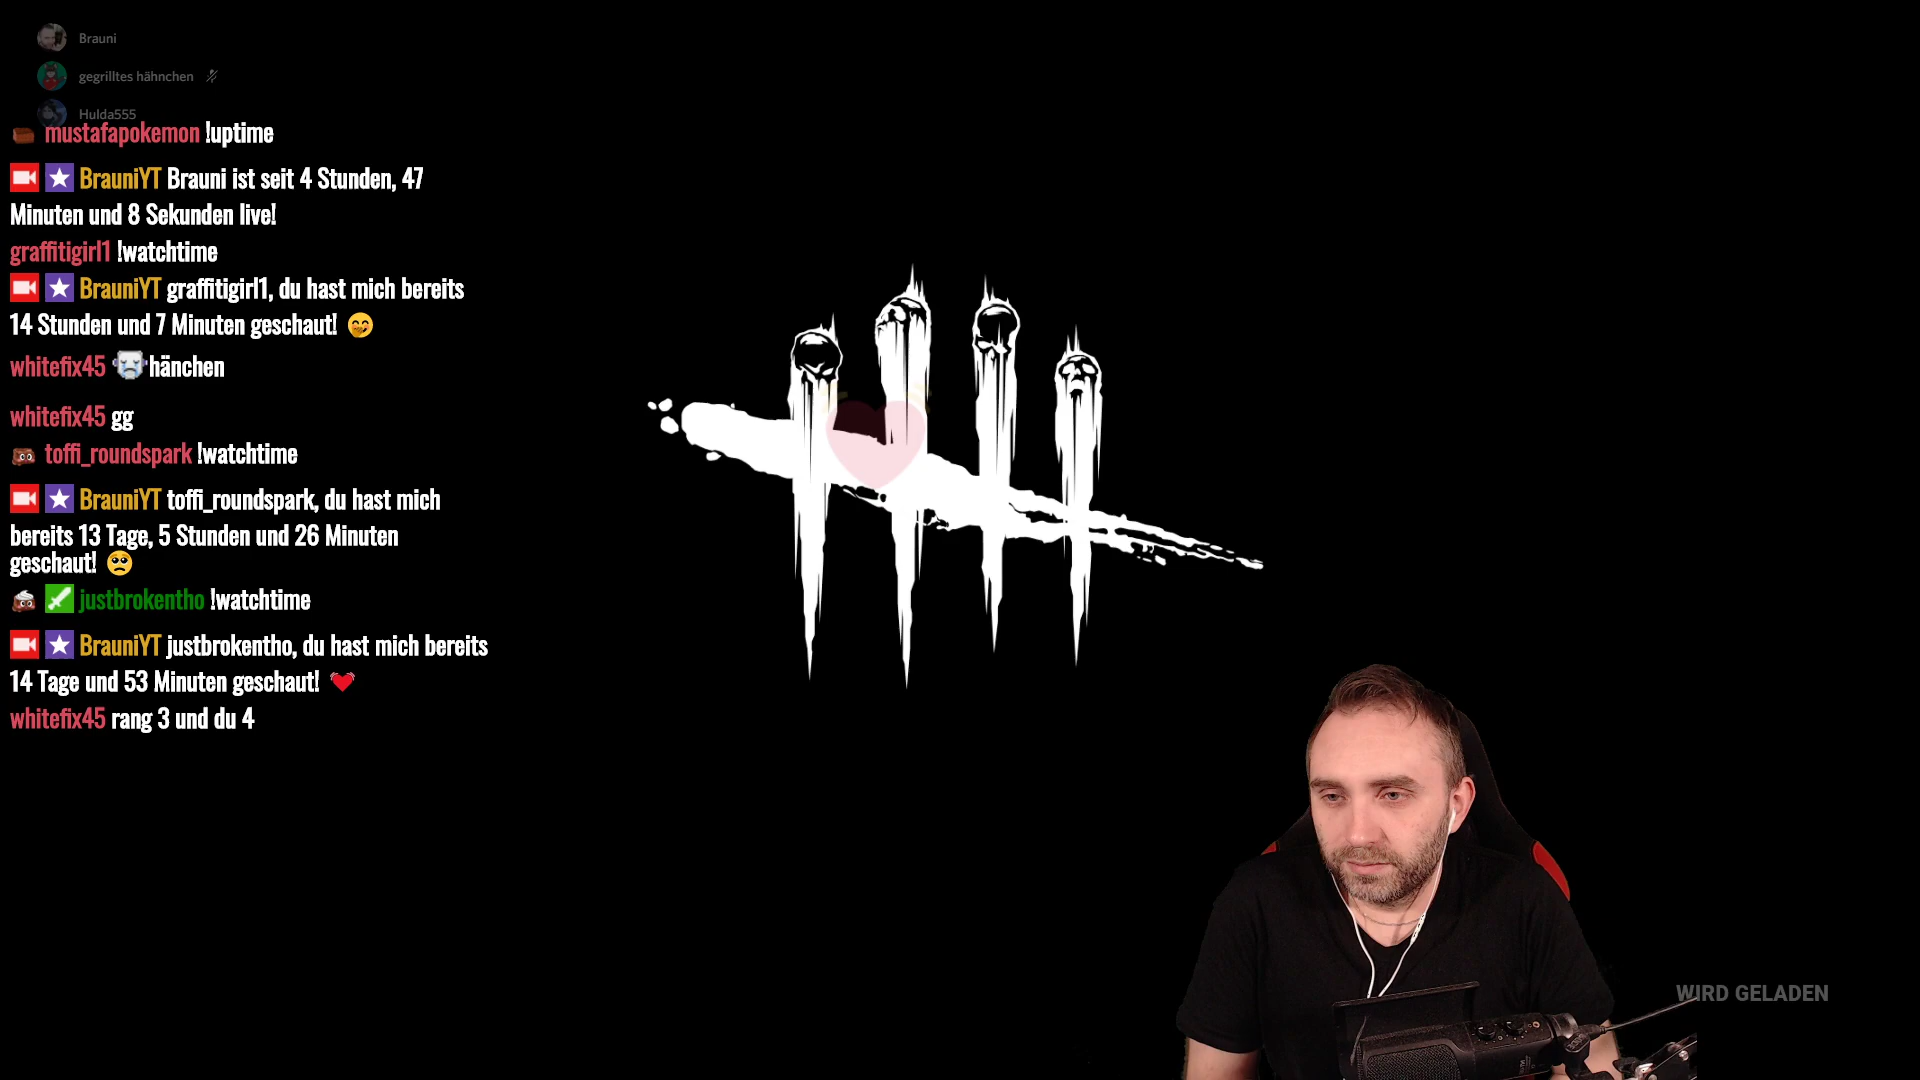 Brauni
gegrilltes hähnchen
Hulda555
mustafapokemon !uptime
BrauniYT Brauni ist seit 4 Stunden, 47
Minuten und 8 Sekunden live!
graffitigirl1 !watchtime
BrauniYT graffitigirl1, du hast mich bereits
14 Stunden und 7 Minuten geschaut! 🤭
whitefix45 hänchen
whitefix45 gg
toffi_roundspark !watchtime
BrauniYT toffi_roundspark, du hast mich
bereits 13 Tage, 5 Stunden und 26 Minuten
geschaut! 🥺
justbrokentho !watchtime
BrauniYT justbrokentho, du hast mich bereits
14 Tage und 53 Minuten geschaut! 💓
whitefix45 rang 3 und du 4
WIRD GELADEN